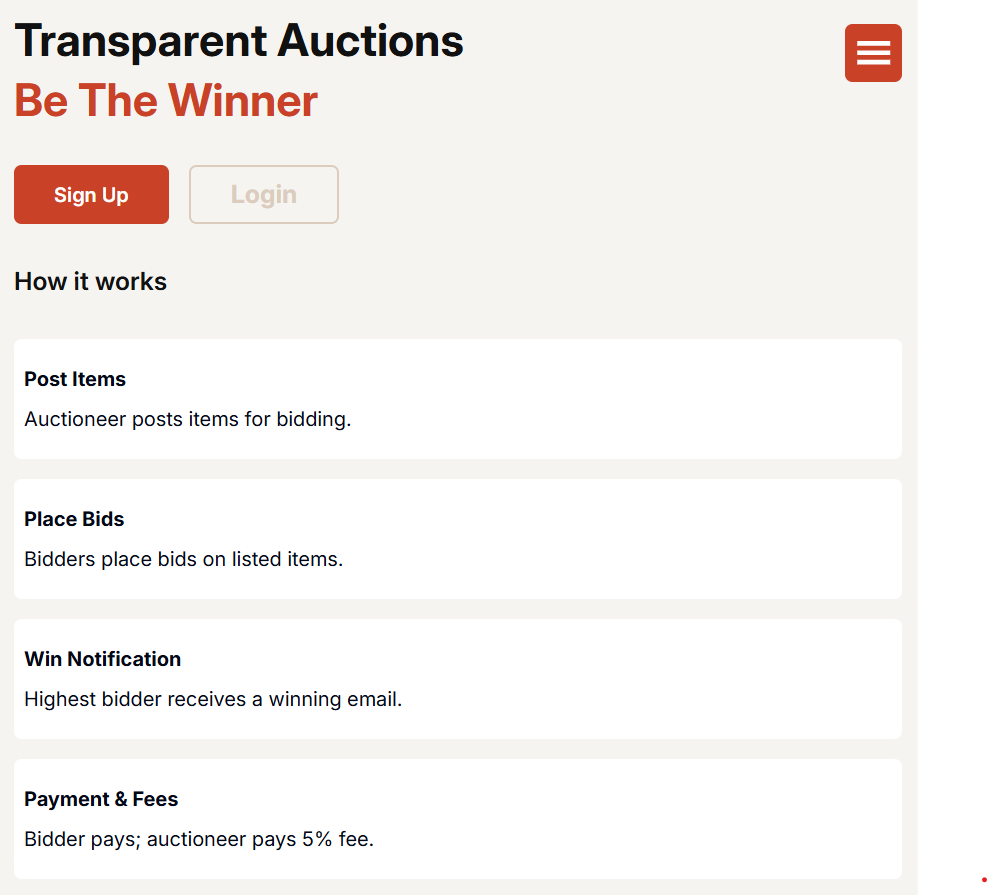 Transparent Auctions
Be The Winner
Sign Up
Login
How it works
Post Items
Auctioneer posts items for bidding.
Place Bids
Bidders place bids on listed items.
Win Notification
Highest bidder receives a winning email.
Payment & Fees
Bidder pays; auctioneer pays 5% fee.